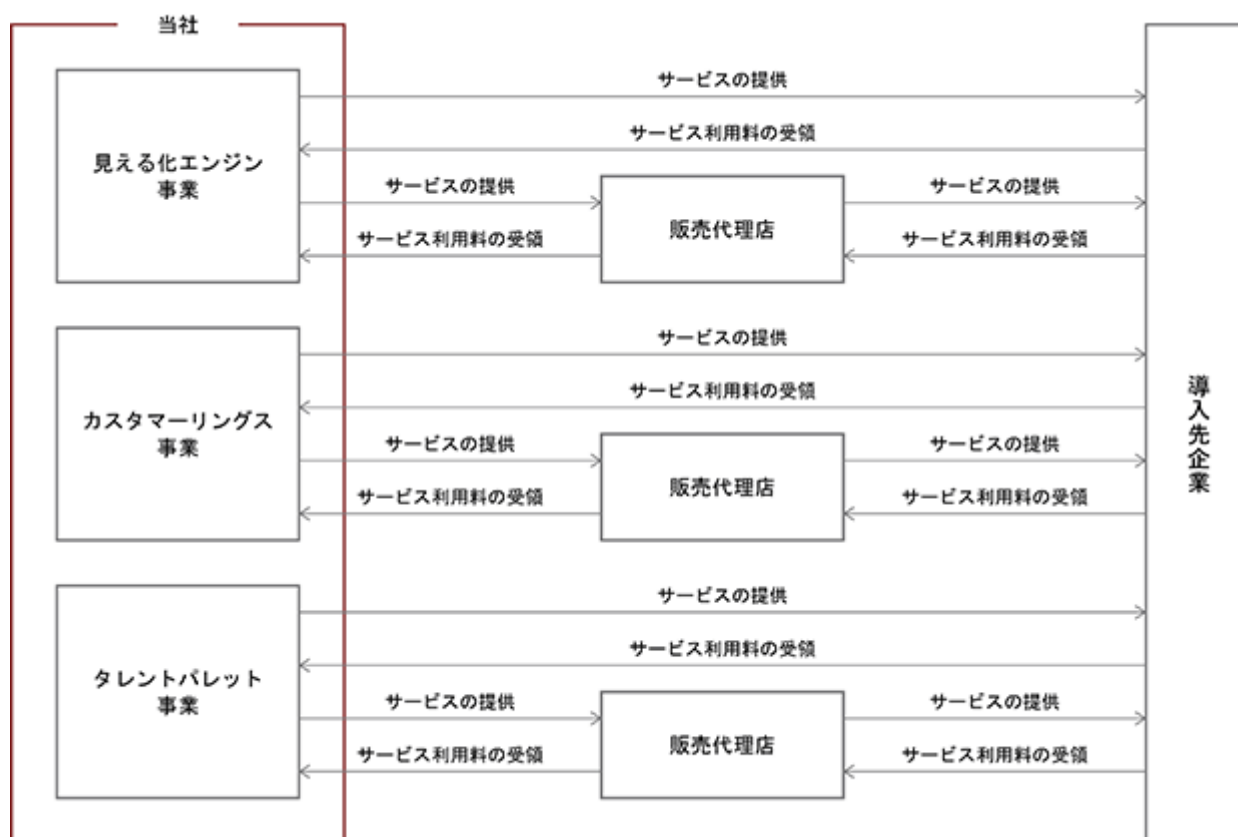 当社
サービスの提供
サービス利用料の受領
見える化エンジン
事業
サービスの提供
サービス利用料の受領
販売代理店
サービスの提供
サービス利用料の受領
サービスの提供
サービス利用料の受領
カスタマーリングス
事業
サービスの提供
サービス利用料の受領
販売代理店
サービスの提供
サービス利用料の受領
サービスの提供
サービス利用料の受領
タレントパレット
事業
サービスの提供
サービス利用料の受領
販売代理店
サービスの提供
サービス利用料の受領
導入先企業